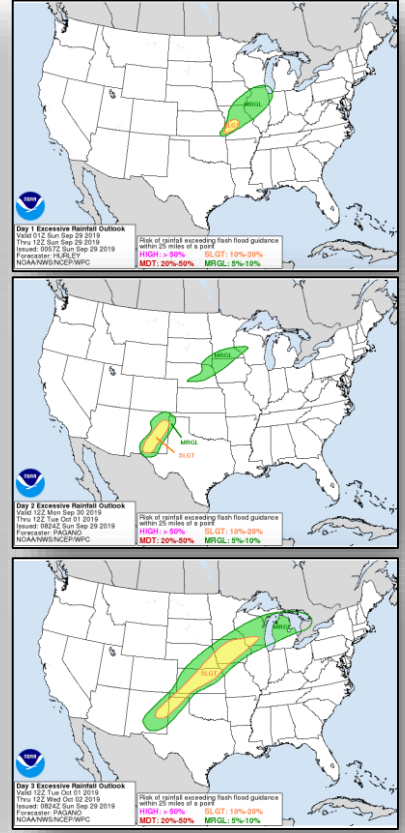 MRGL
SLGT
NOAA
Day 1 Excessive Rainfall Outlook
Valid 01Z Sun Sep 29 2019
Thru 12Z Sun Sep 29 2019
Issued: 0057Z Sun Sep 29 2019
Forecaster: HURLEY
NOAA/NWS/NCEP/WPC
Risk of rainfall exceeding flash flood guidance
within 25 miles of a point
HIGH: > 50% SLGT: 10%-20%
MDT: 20%-50% MRGL: 5%-10%
MRGL
MRGL
SLGT
NOAA
Day 2 Excessive Rainfall Outlook
Valid 12Z Mon Sep 30 2019
Thru 12Z Tue Oct 01 2019
Issued: 0824Z Sun Sep 29 2019
Forecaster: PAGANO
NOAA/NWS/NCEP/WPC
Risk of rainfall exceeding flash flood guidance
within 25 miles of a point
HIGH: > 50% SLGT: 10%-20%
MDT: 20%-50% MRGL: 5%-10%
MRGL
SLGT
NOAA
Day 3 Excessive Rainfall Outlook
Valid 12Z Tue Oct 01 2019
Thru 12Z Wed Oct 02 2019
Issued: 0824Z Sun Sep 29 2019
Forecaster: PAGANO
NOAA/NWS/NCEP/WPC
Risk of rainfall exceeding flash flood guidance
within 25 miles of a point
HIGH: > 50% SLGT: 10%-20%
MDT: 20%-50% MRGL: 5%-10%